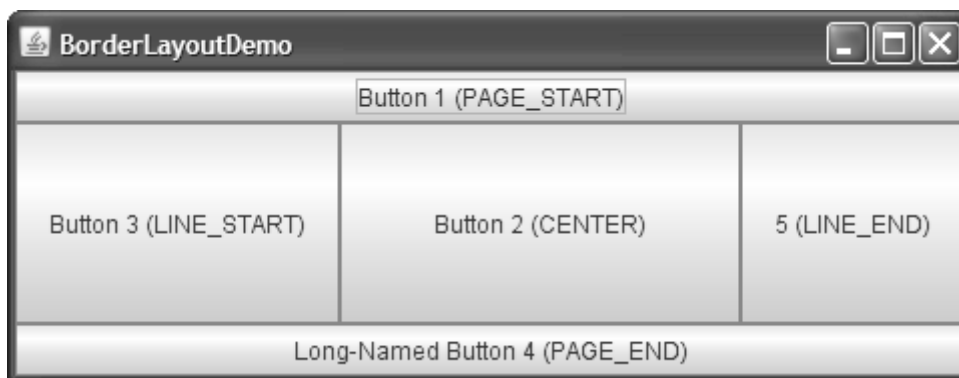 BorderLayoutDemo
Button 1 (PAGE_START)
Button 3 (LINE_START)
Button 2 (CENTER)
5 (LINE_END)
Long-Named Button 4 (PAGE_END)